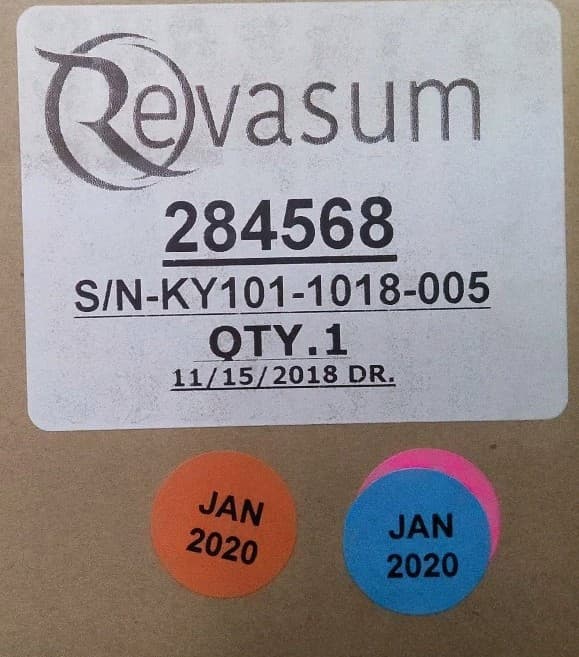 Revasum
284568
S/N-KY101-1018-005
QTY.1
11/15/2018 DR.
JAN
2020
JAN
2020